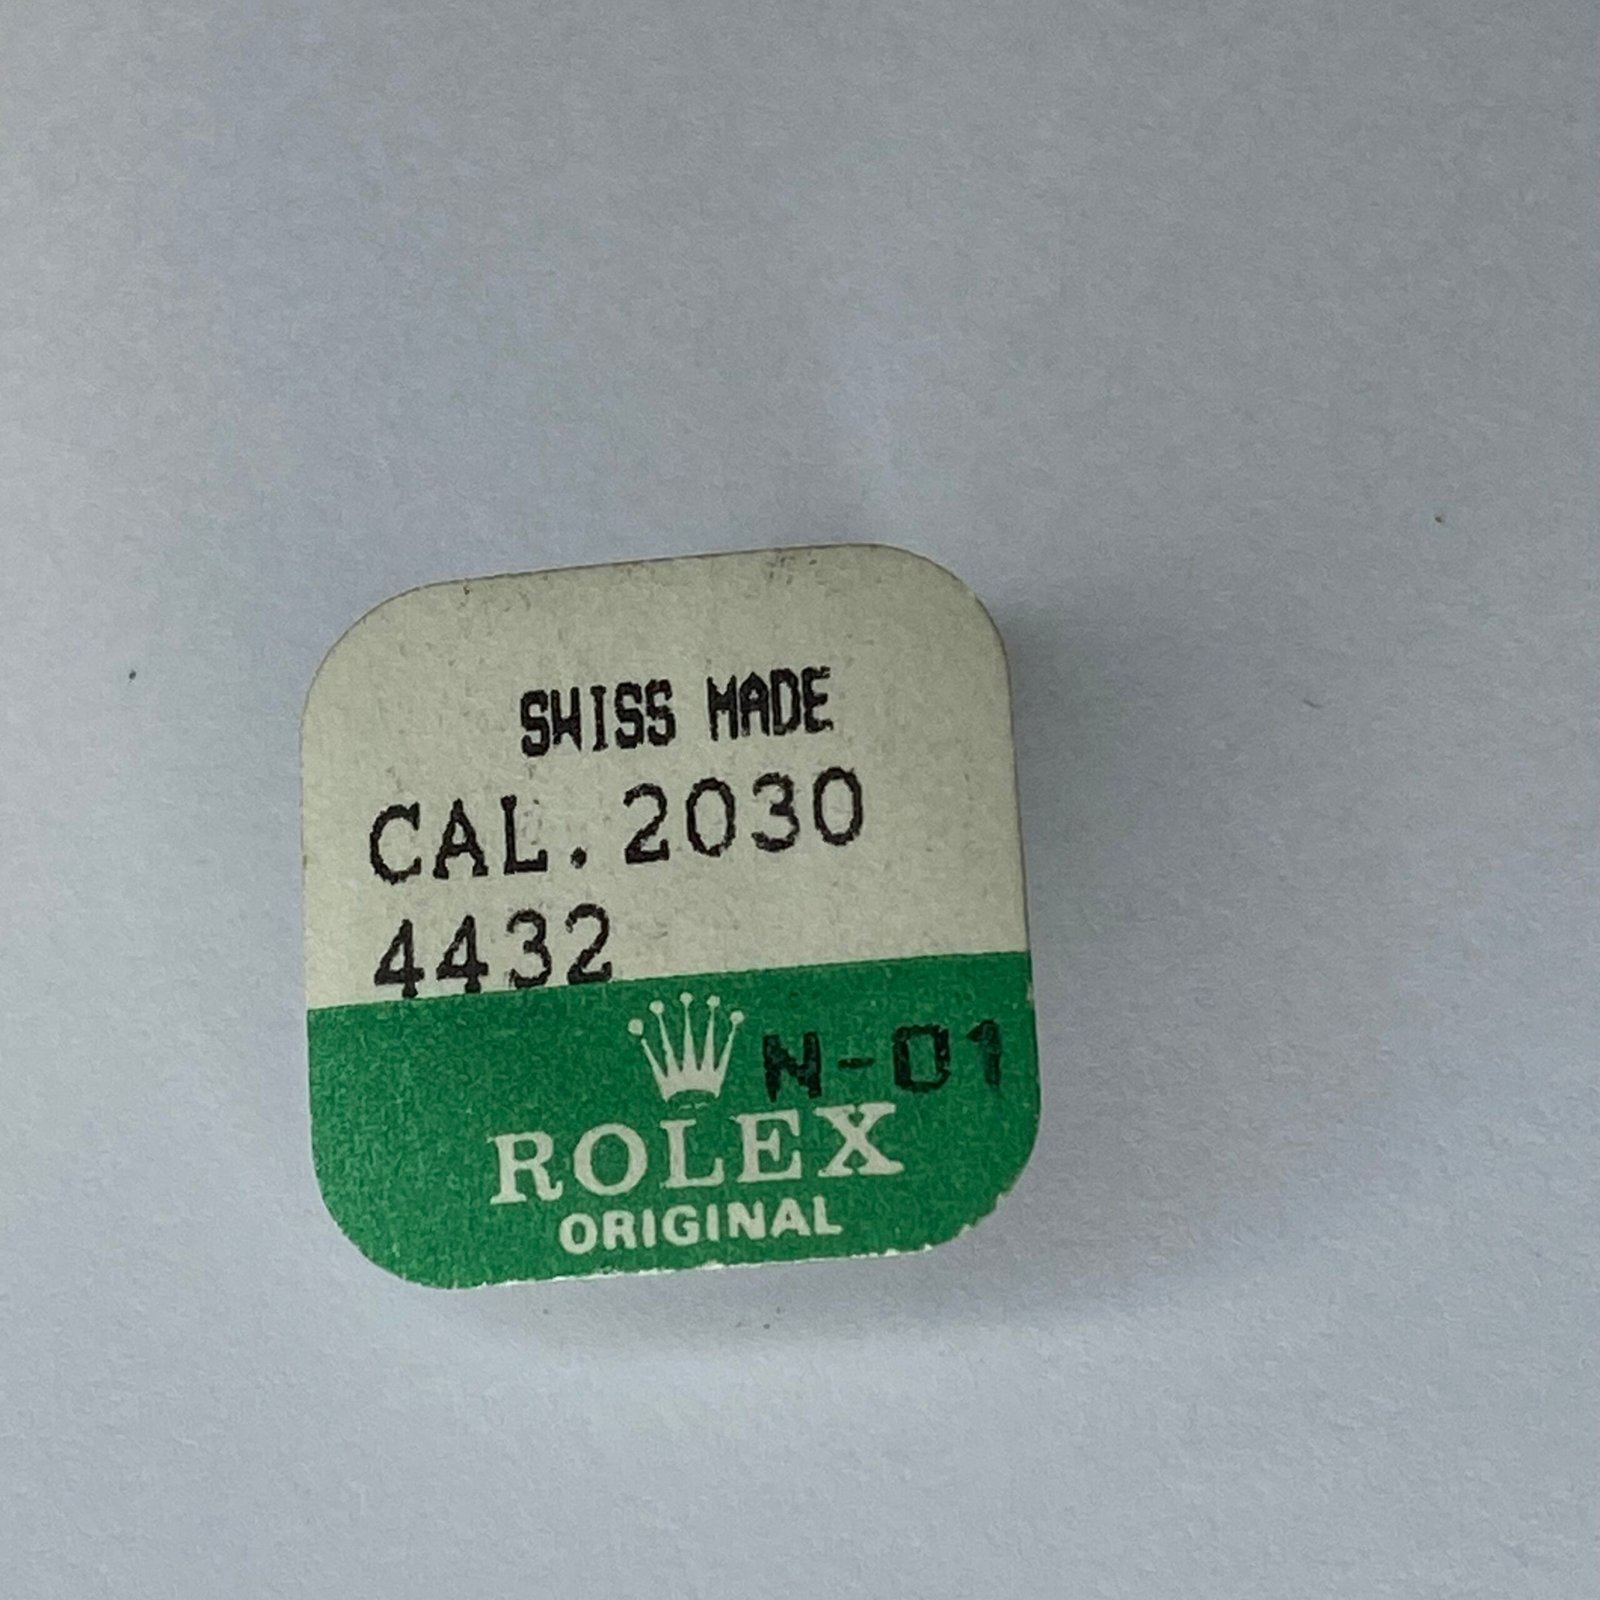 SWISS MADE
CAL. 2030
4432
N-01
ROLEX
ORIGINAL